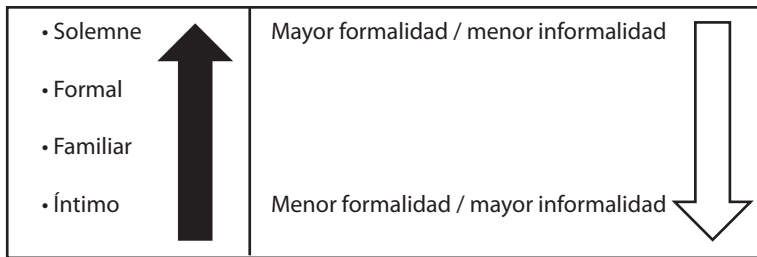 • Solemne
Mayor formalidad / menor informalidad
• Formal
• Familiar
• Íntimo
Menor formalidad / mayor informalidad